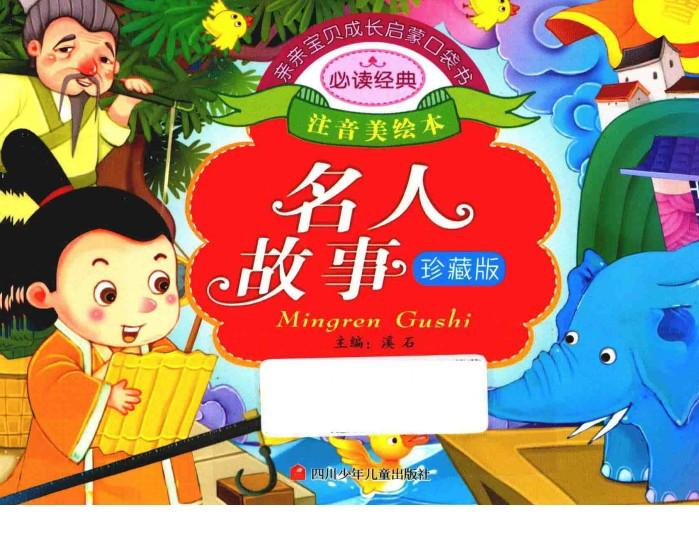 亲亲宝贝成长启蒙口袋书
必读经典
注音美绘本
名人
故事
珍藏版
Mingren Gushi
主编：溪石
四川少年儿童出版社